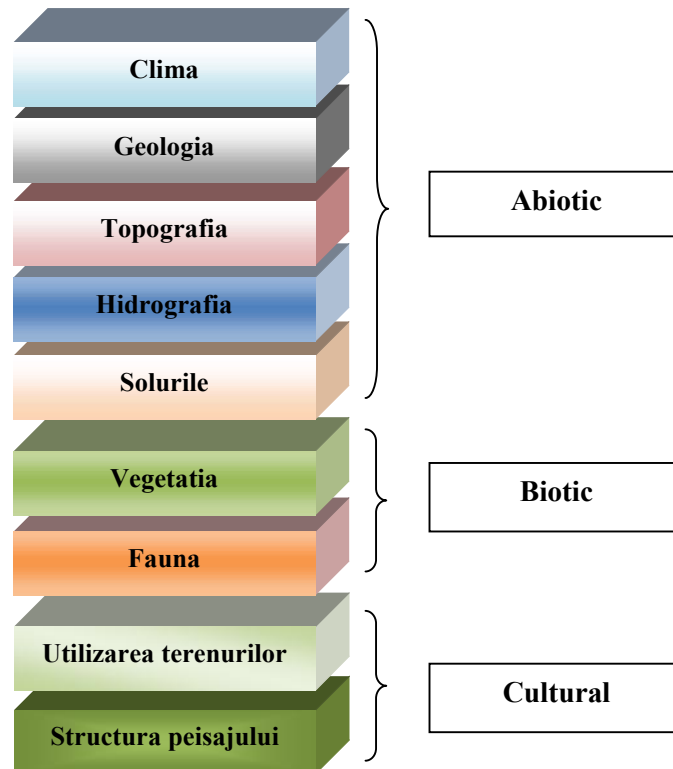 Clima
Geologia
Topografia
Hidrografia
Solurile
Abiotic
Vegetatia
Fauna
Biotic
Utilizarea terenurilor
Structura peisajului
Cultural